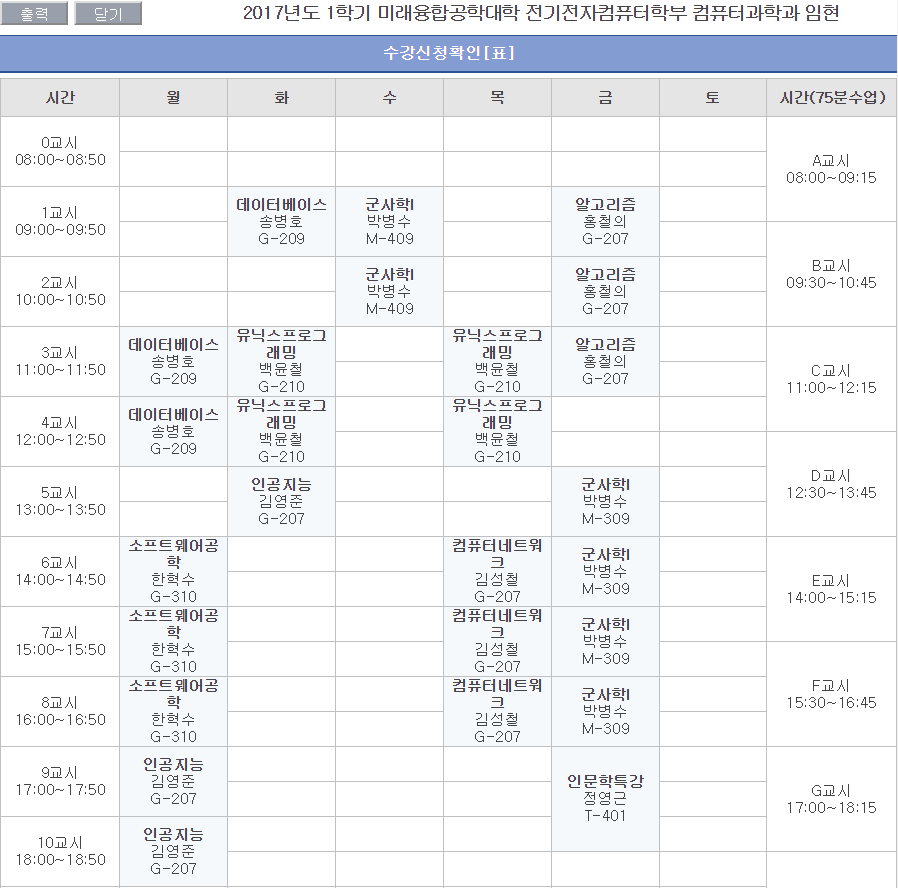 출력 닫기 2017년도 1학기 미래융합공학대학 전기전자컴퓨터학부 컴퓨터과학과 임현
수강신청확인[표]
시간 월 화 수 목 금 토 시간(75분수업)
0교시
08:00~08:50
A교시
08:00~09:15
1교시
09:00~09:50
데이터베이스
송병호
G-209
군사학I
박병수
M-409
알고리즘
홍철의
G-207
B교시
09:30~10:45
2교시
10:00~10:50
군사학I
박병수
M-409
알고리즘
홍철의
G-207
3교시
11:00~11:50
데이터베이스
송병호
G-209
유닉스프로그
래밍
백윤철
G-210
유닉스프로그
래밍
백윤철
G-210
알고리즘
홍철의
G-207
C교시
11:00~12:15
4교시
12:00~12:50
데이터베이스
송병호
G-209
유닉스프로그
래밍
백윤철
G-210
유닉스프로그
래밍
백윤철
G-210
D교시
12:30~13:45
5교시
13:00~13:50
인공지능
김영준
G-207
군사학I
박병수
M-309
6교시
14:00~14:50
소프트웨어공
학
한혁수
G-310
컴퓨터네트워
크
김성철
G-207
군사학I
박병수
M-309
E교시
14:00~15:15
7교시
15:00~15:50
소프트웨어공
학
한혁수
G-310
컴퓨터네트워
크
김성철
G-207
군사학I
박병수
M-309
F교시
15:30~16:45
8교시
16:00~16:50
소프트웨어공
학
한혁수
G-310
컴퓨터네트워
크
김성철
G-207
군사학I
박병수
M-309
9교시
17:00~17:50
인공지능
김영준
G-207
인문학특강
정영근
T-401
G교시
17:00~18:15
10교시
18:00~18:50
인공지능
김영준
G-207